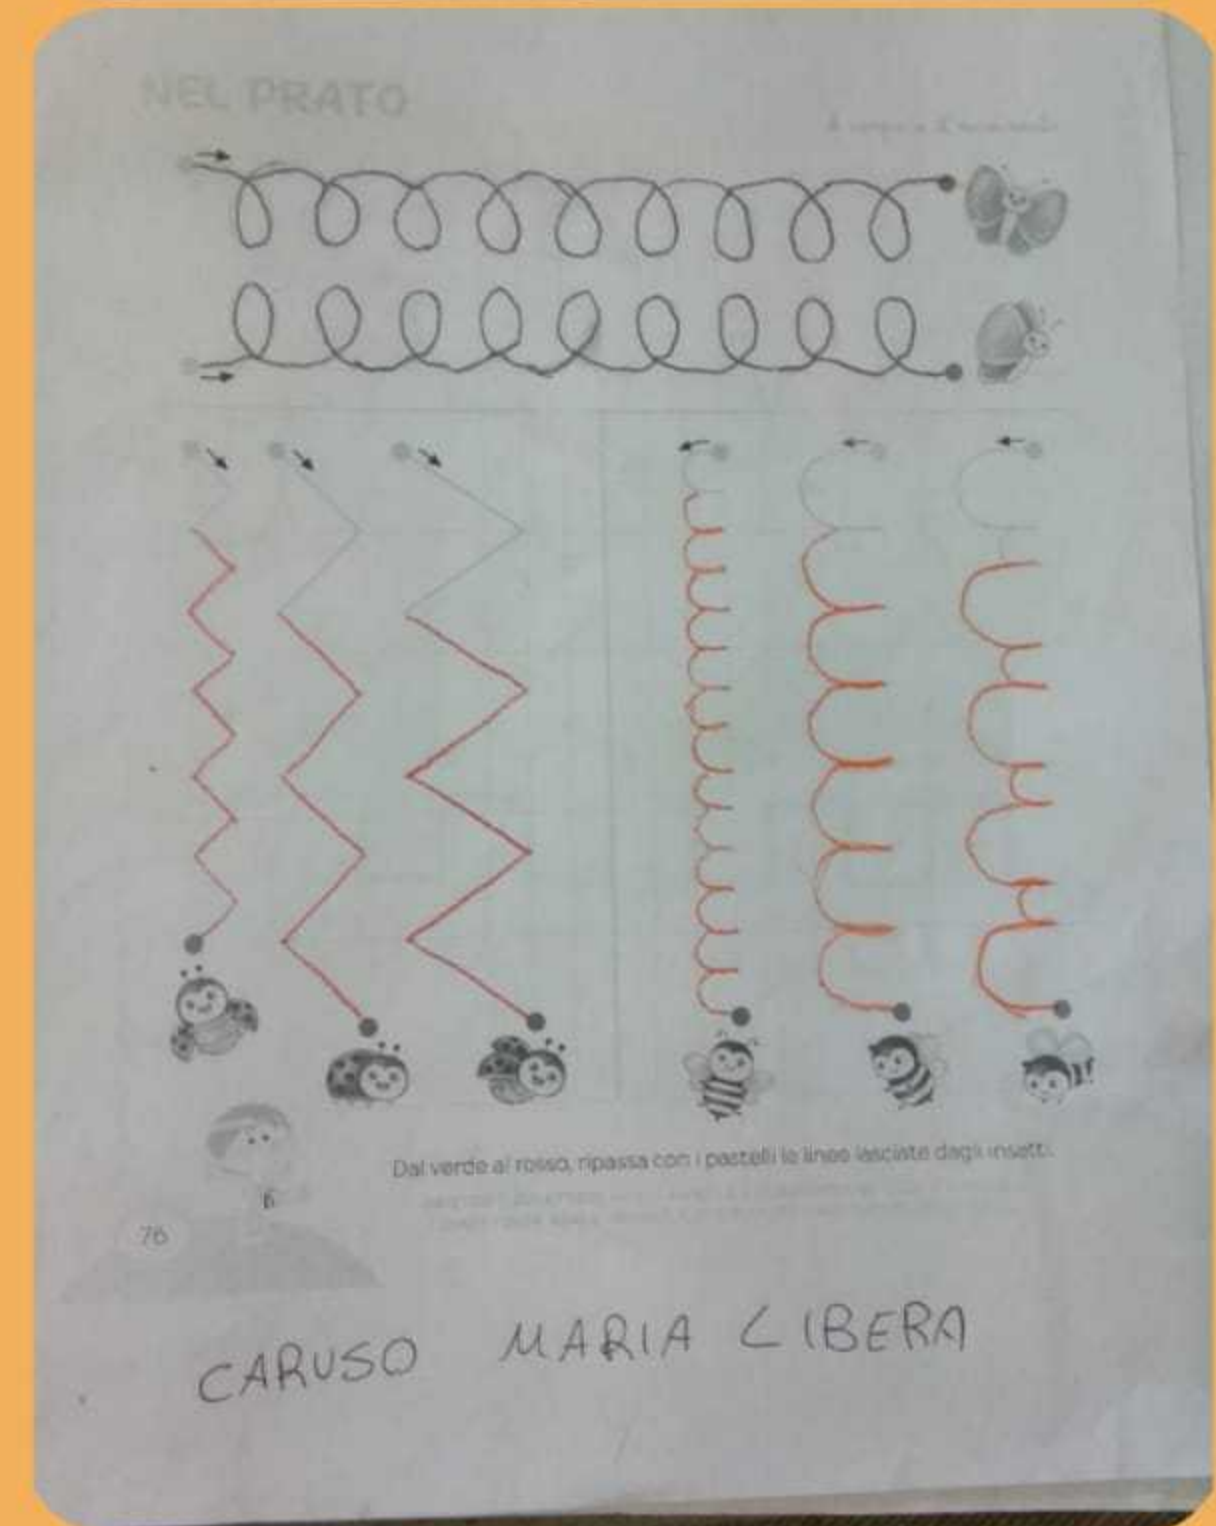 NEL PRATO
Dal verde al rosso, ripassa con i pastelli le linee lasciate dagli insetti.
76
CARUSO MARIA LIBERA